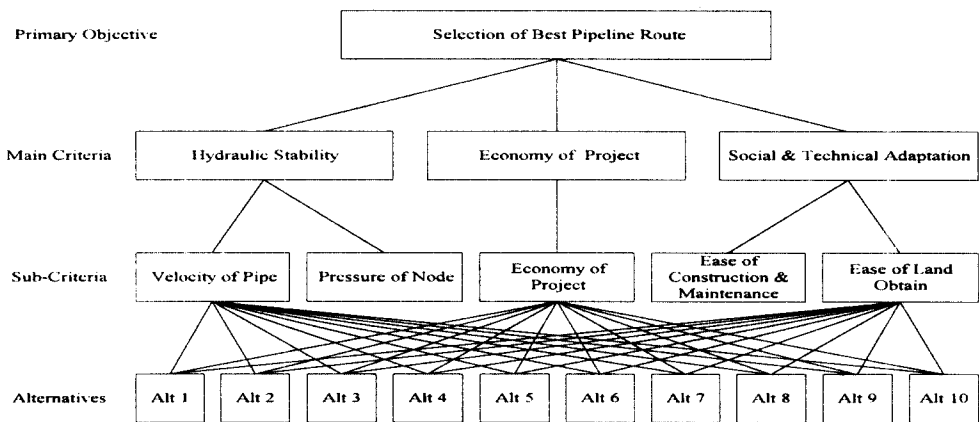 Primary Objective
Selection of Best Pipeline Route
Main Criteria
Hydraulic Stability
Economy of Project
Social & Technical Adaptation
Sub-Criteria
Velocity of Pipe
Pressure of Node
Economy of
Project
Ease of
Construction &
Maintenance
Ease of Land
Obtain
Alternatives
Alt 1
Alt 2
Alt 3
Alt 4
Alt 5
Alt 6
Alt 7
Alt 8
Alt 9
Alt 10